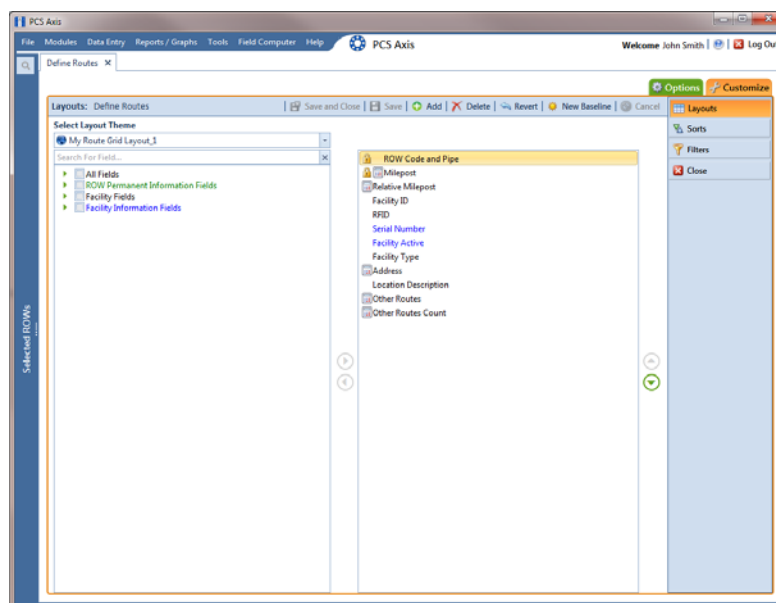 PCS Axis
File Modules Data Entry Reports / Graphs Tools Field Computer Help PCS Axis Welcome John Smith | Log Ou
Define Routes
Options Customize
Layouts: Define Routes | Save and Close | Save | Add | Delete | Revert | New Baseline | Cancel
Layouts
Select Layout Theme
Sorts
My Route Grid Layout_1
Filters
Search For Field...
ROW Code and Pipe
Close
All Fields
Milepost
ROW Permanent Information Fields
Relative Milepost
Facility Fields
Facility ID
Facility Information Fields
RFID
Serial Number
Facility Active
Facility Type
Address
Location Description
Other Routes
Other Routes Count
Selected ROWs